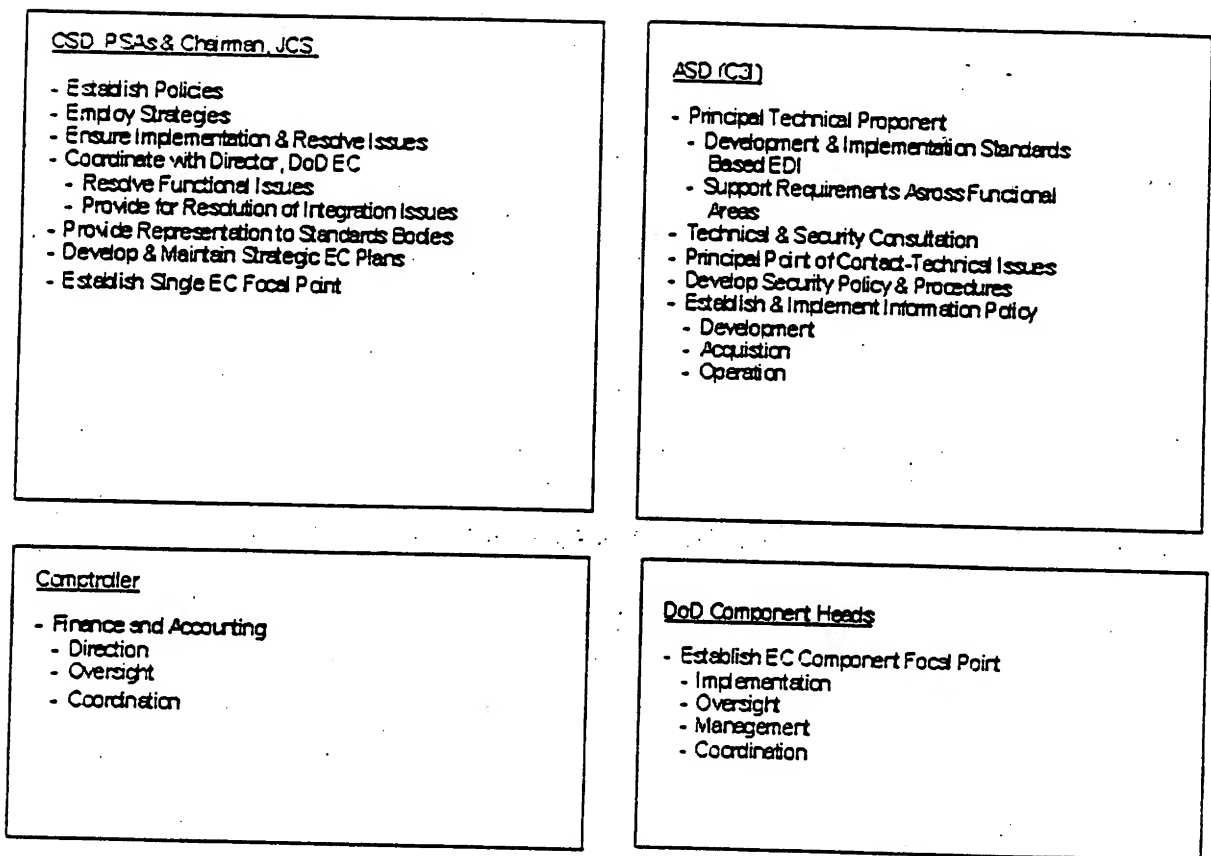 CSD PSAs & Chairman, JCS
- Establish Policies
- Employ Strategies
- Ensure Implementation & Resolve Issues
- Coordinate with Director, DoD EC
- Resolve Functional Issues
- Provide for Resolution of Integration Issues
- Provide Representation to Standards Bodies
- Develop & Maintain Strategic EC Plans
- Establish Single EC Focal Point
ASD (C3I)
- Principal Technical Proponent
- Development & Implementation Standards
Based EDI
- Support Requirements Asross Functional
Areas
- Technical & Security Consultation
- Principal Point of Contact-Technical Issues
- Develop Security Policy & Procedures
- Establish & Implement Information Policy
- Development
- Acquistion
- Operation
Comptroller
- Finance and Accounting
- Direction
- Oversight
- Coordination
DoD Component Heads
- Establish EC Component Focal Point
- Implementation
- Oversight
- Management
- Coordination